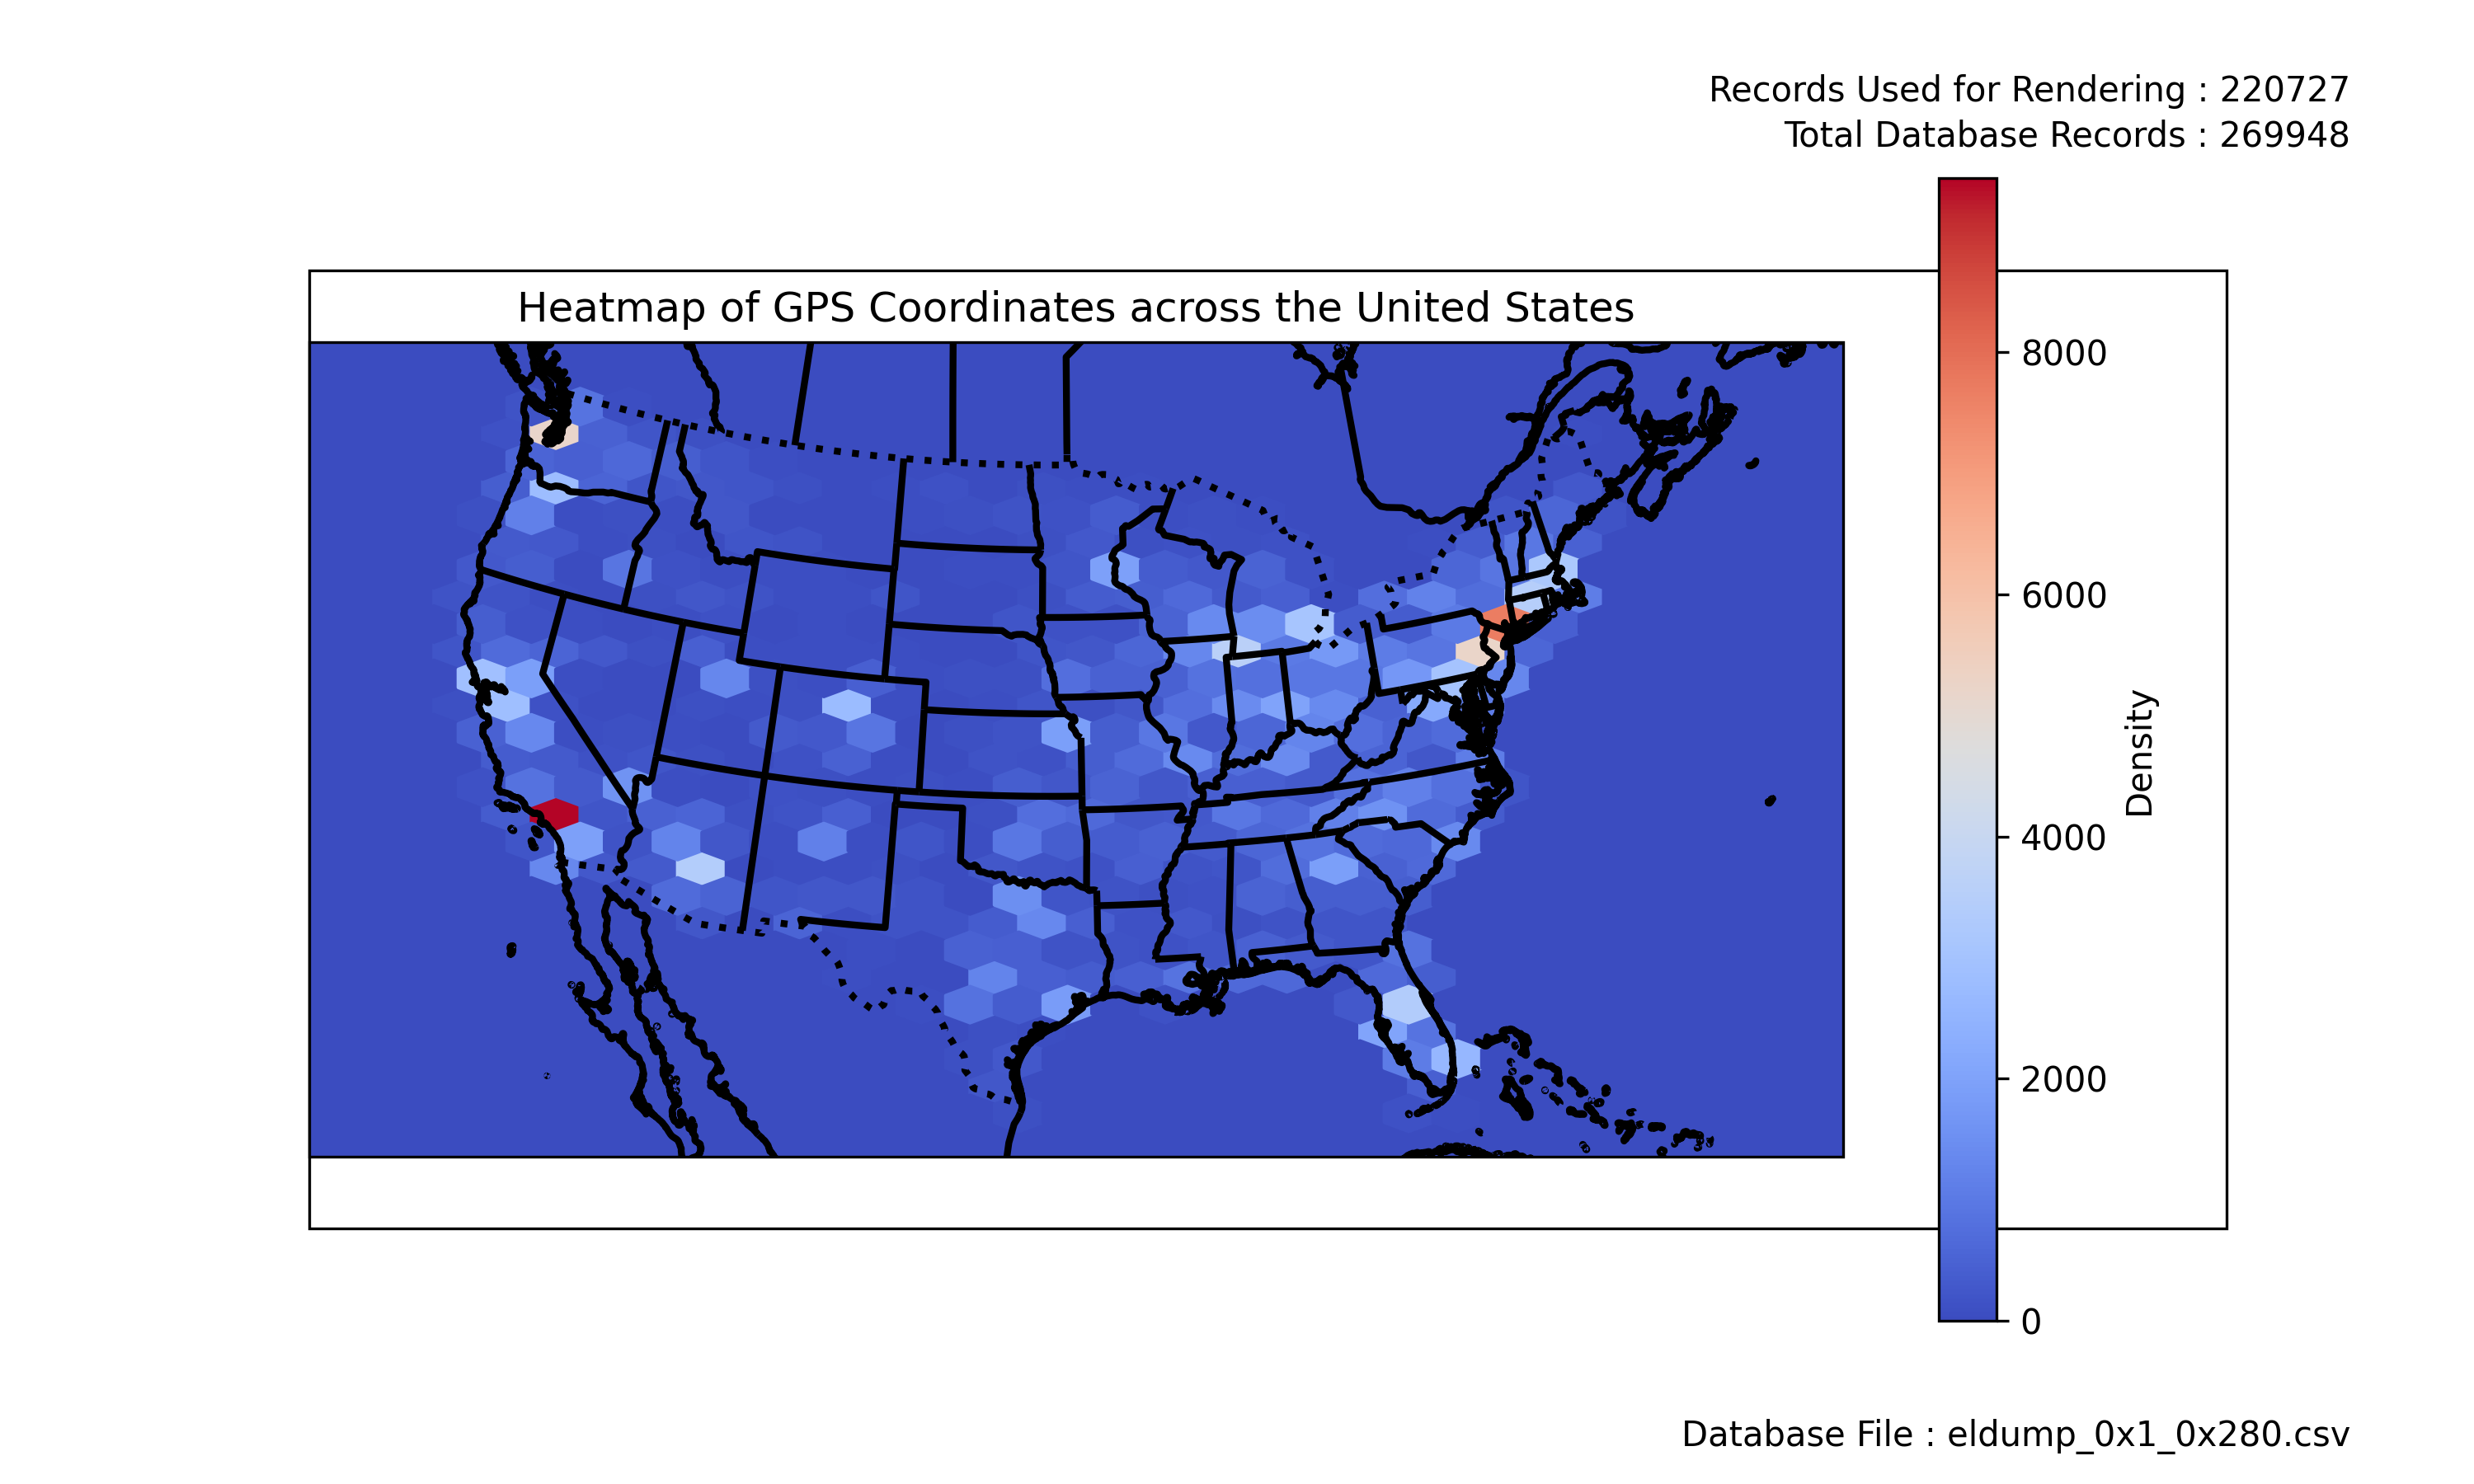 Records Used for Rendering : 220727
Total Database Records : 269948
Heatmap of GPS Coordinates across the United States
8000
6000
4000
2000
0
Density
Database File : eldump_0x1_0x280.csv